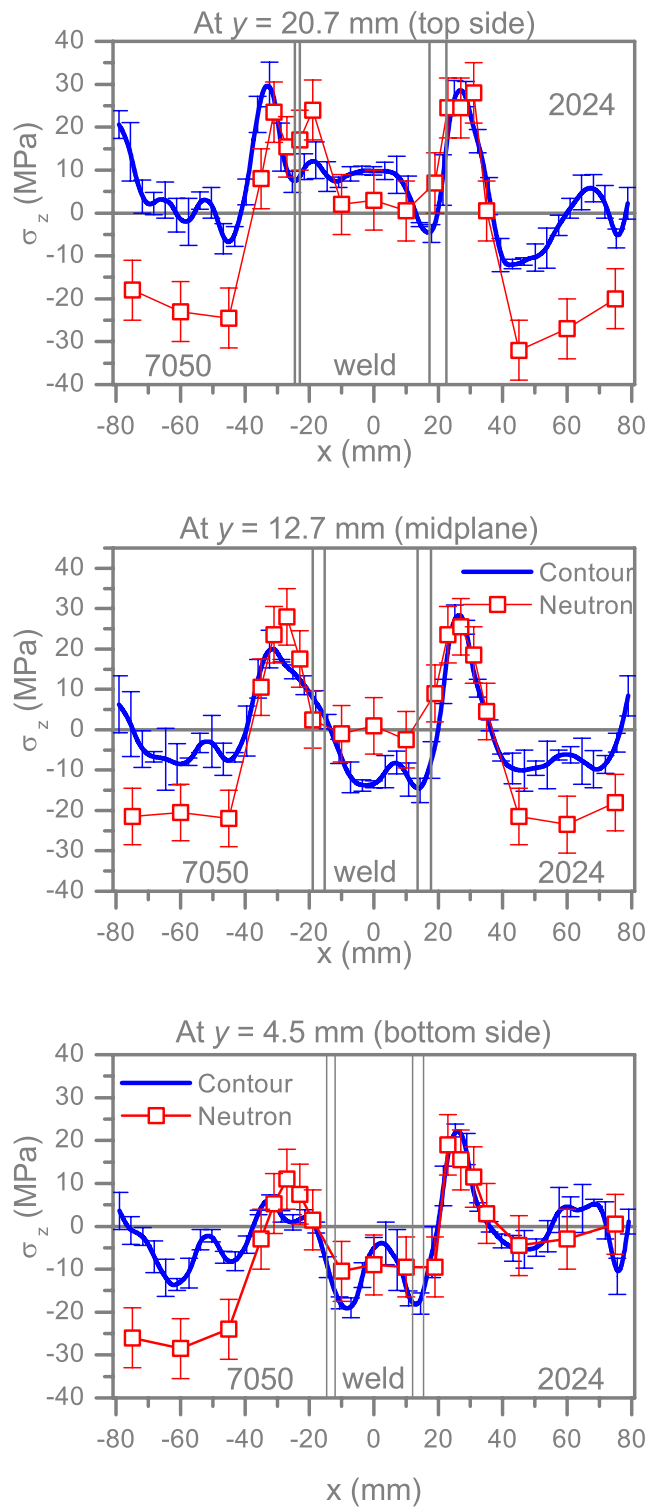 At y = 20.7 mm (top side)
40
30
20
10
0
-10
-20
-30
-40
σz (MPa)
2024
7050
weld
-80 -60 -40 -20 0 20 40 60 80
x (mm)
At y = 12.7 mm (midplane)
40
30
20
10
0
-10
-20
-30
-40
σz (MPa)
Contour
Neutron
7050
weld
2024
-80 -60 -40 -20 0 20 40 60 80
x (mm)
At y = 4.5 mm (bottom side)
40
30
20
10
0
-10
-20
-30
-40
σz (MPa)
Contour
Neutron
7050
weld
2024
-80 -60 -40 -20 0 20 40 60 80
x (mm)